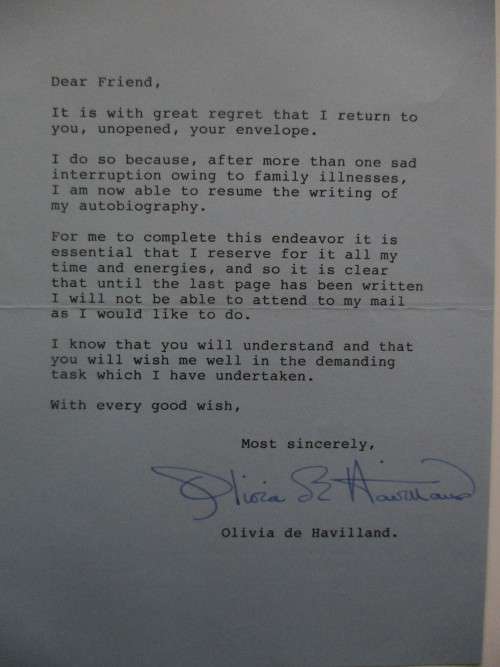 Dear Friend,
It is with great regret that I return to
you, unopened, your envelope.
I do so because, after more than one sad
interruption owing to family illnesses,
I am now able to resume the writing of
my autobiography.
For me to complete this endeavor it is
essential that I reserve for it all my
time and energies, and so it is clear
that until the last page has been written
I will not be able to attend to my mail
as I would like to do.
I know that you will understand and that
you will wish me well in the demanding
task which I have undertaken.
With every good wish,
Most sincerely,
Olivia de Havilland
Olivia de Havilland.